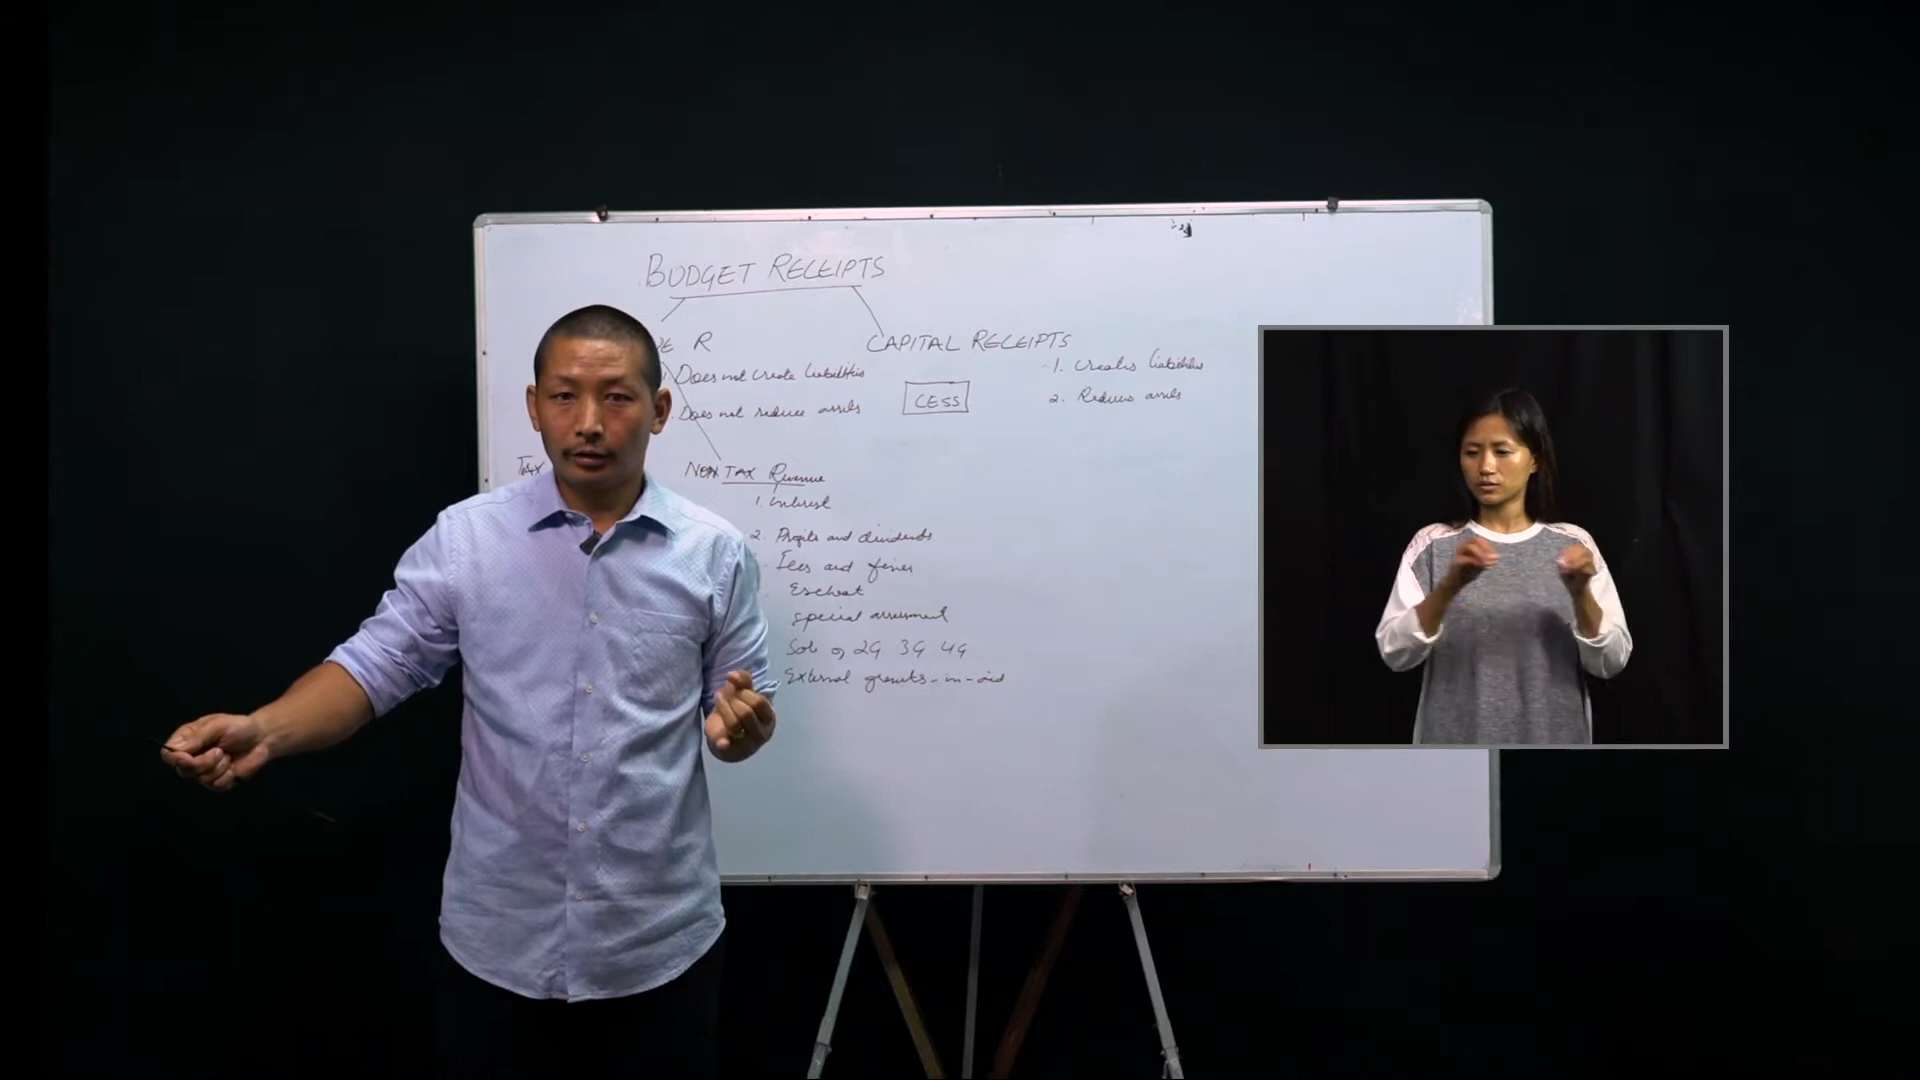 BUDGET RECEIPTS
R
CAPITAL RECEIPTS
Does not create liabilities
Does not reduce assets
CESS
1. Creates liabilities
2. Reduces assets
Tax
NON TAX Revenue
1. interest
2. Profits and dividends
Fees and fines
Escheat
special assessment
Sale of 2G 3G 4G
External grants-in-aid